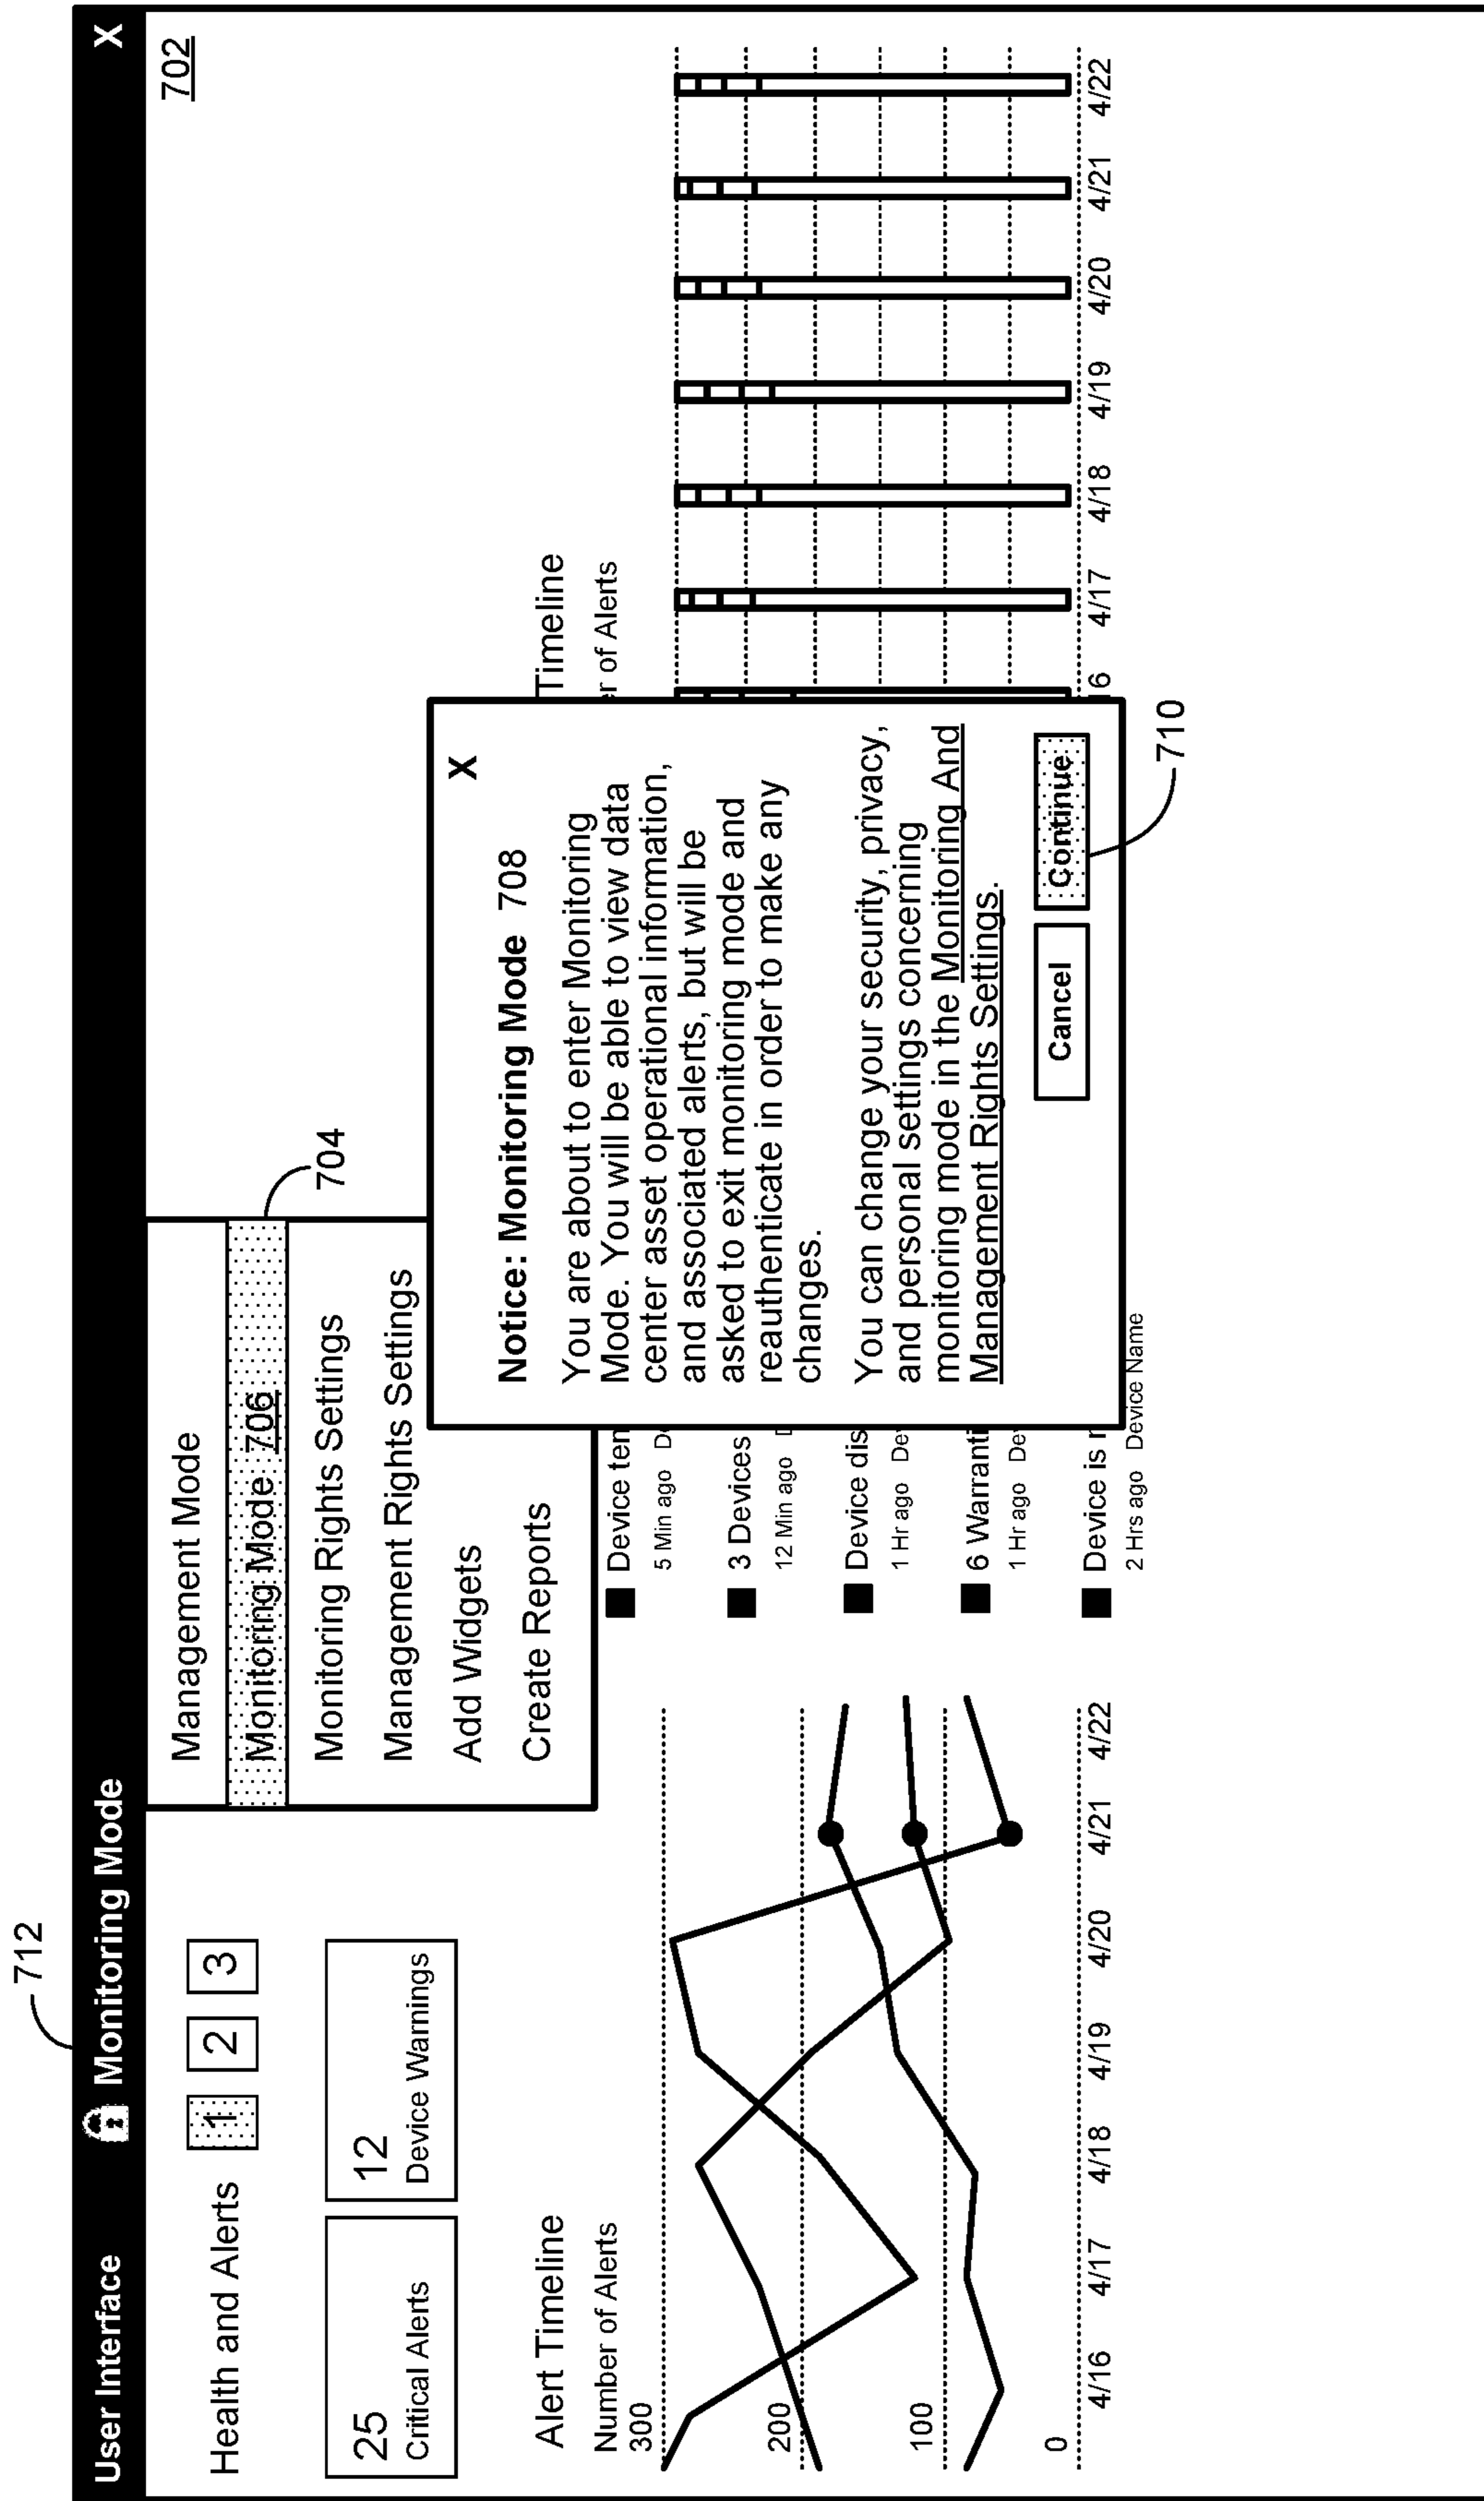 712
User Interface
Monitoring Mode
X
702
Health and Alerts
1
2
3
Management Mode
Monitoring Mode 706
Monitoring Rights Settings
Management Rights Settings
Add Widgets
Create Reports
704
25
Critical Alerts
12
Device Warnings
Alert Timeline
Number of Alerts
300
200
100
0
4/16
4/17
4/18
4/19
4/20
4/21
4/22
Device ten
5 Min ago
3 Devices
12 Min ago
Device dis
1 Hr ago
6 Warranti
1 Hr ago
Device is
2 Hrs ago Device Name
X
Notice: Monitoring Mode 708
You are about to enter Monitoring
Mode. You will be able to view data
center asset operational information,
and associated alerts, but will be
asked to exit monitoring mode and
reauthenticate in order to make any
changes.
You can change your security, privacy,
and personal settings concerning
monitoring mode in the Monitoring And
Management Rights Settings.
Cancel
Continue
710
Timeline
of Alerts
6
4/17
4/18
4/19
4/20
4/21
4/22